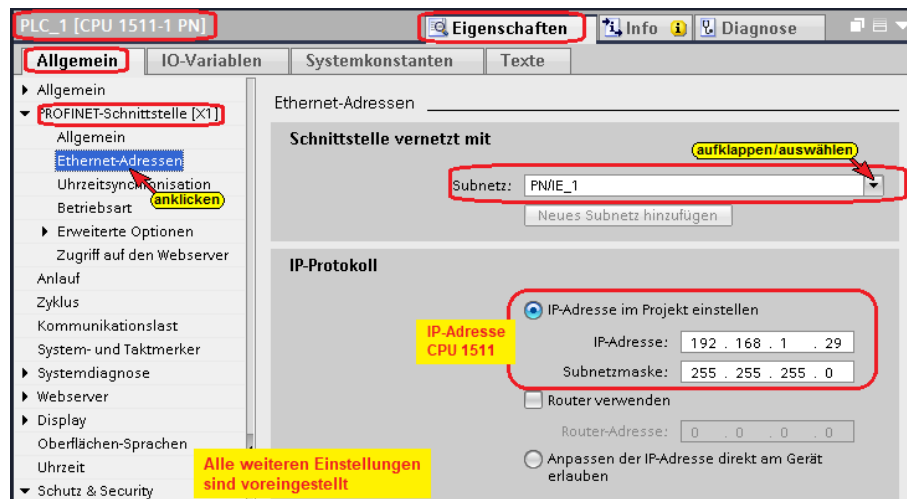 PLC_1 [CPU 1511-1 PN]
Eigenschaften
Info
Diagnose
Allgemein
IO-Variablen
Systemkonstanten
Texte
Allgemein
PROFINET-Schnittstelle [X1]
Allgemein
Ethernet-Adressen
Uhrzeitsynchronisation
anklicken
Betriebsart
Erweiterte Optionen
Zugriff auf den Webserver
Anlauf
Zyklus
Kommunikationslast
System- und Taktmerker
Systemdiagnose
Webserver
Display
Oberflächen-Sprachen
Uhrzeit
Schutz & Security
Alle weiteren Einstellungen
sind voreingestellt
Ethernet-Adressen
Schnittstelle vernetzt mit
aufklappen/auswählen
Subnetz: PN/IE_1
Neues Subnetz hinzufügen
IP-Protokoll
IP-Adresse
CPU 1511
IP-Adresse im Projekt einstellen
IP-Adresse: 192 . 168 . 1 . 29
Subnetzmaske: 255 . 255 . 255 . 0
Router verwenden
Router-Adresse: 0 . 0 . 0 . 0
Anpassen der IP-Adresse direkt am Gerät
erlauben